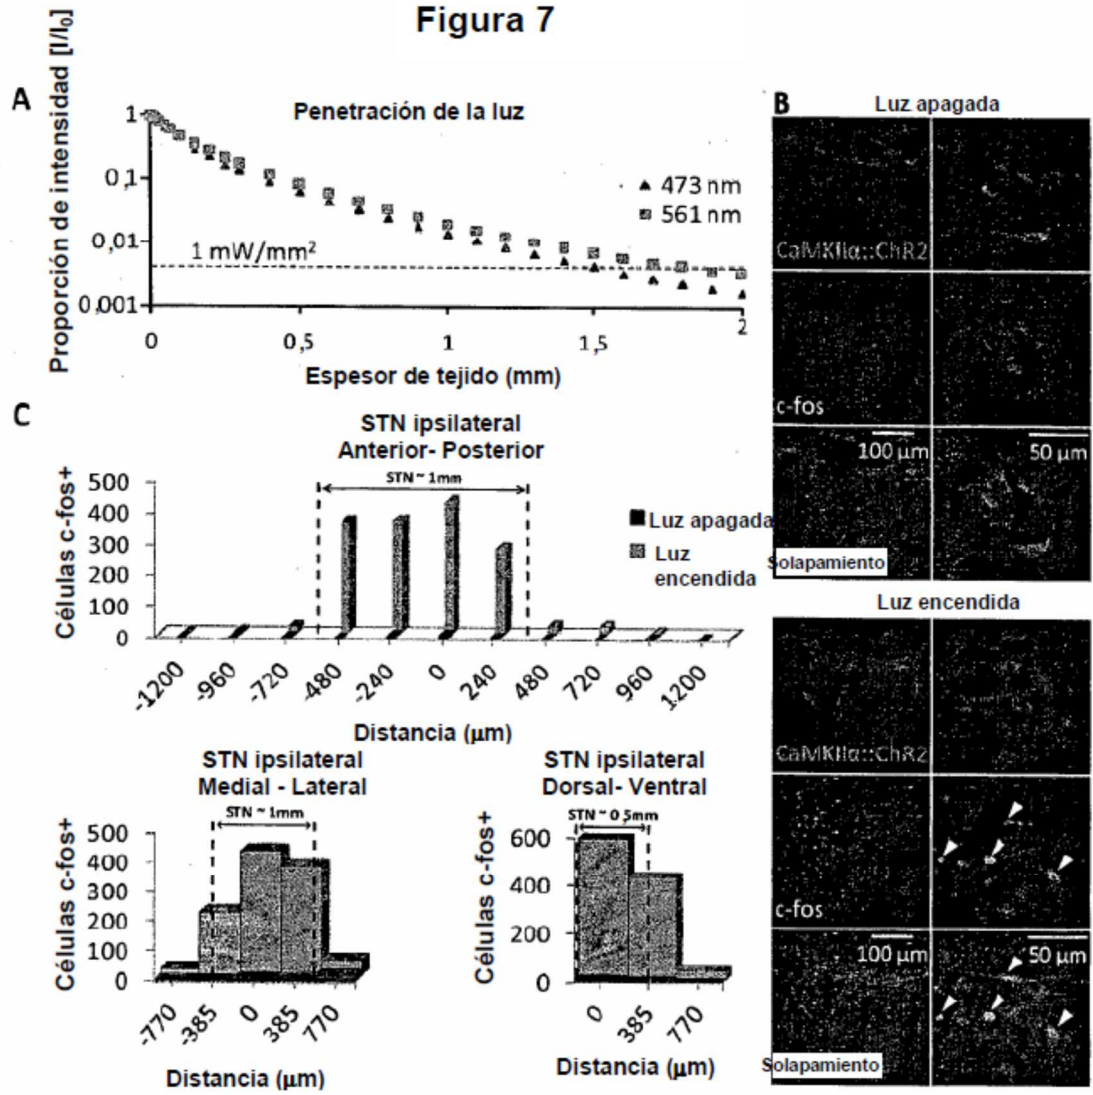 Figura 7
A
Penetración de la luz
Proporción de intensidad [I/I₀]
1
0,1
0,01
0,001
473 nm
561 nm
1 mW/mm²
0
0,5
1
1,5
2
Espesor de tejido (mm)
B
Luz apagada
CaMKIIα::ChR2
c-fos
100 µm
50 µm
Solapamiento
Luz encendida
CaMKIIα::ChR2
c-fos
100 µm
50 µm
Solapamiento
C
STN ipsilateral
Anterior- Posterior
STN ~ 1mm
Células c-fos+
500
400
300
200
100
0
Luz apagada
Luz
encendida
-1200
-960
-720
-480
-240
0
240
480
720
960
1200
Distancia (µm)
STN ipsilateral
Medial - Lateral
STN ~ 1mm
Células c-fos+
500
400
300
200
100
0
-770
-385
0
385
770
Distancia (µm)
STN ipsilateral
Dorsal- Ventral
STN ~ 0,5mm
Células c-fos+
600
400
200
0
0
385
770
Distancia (µm)